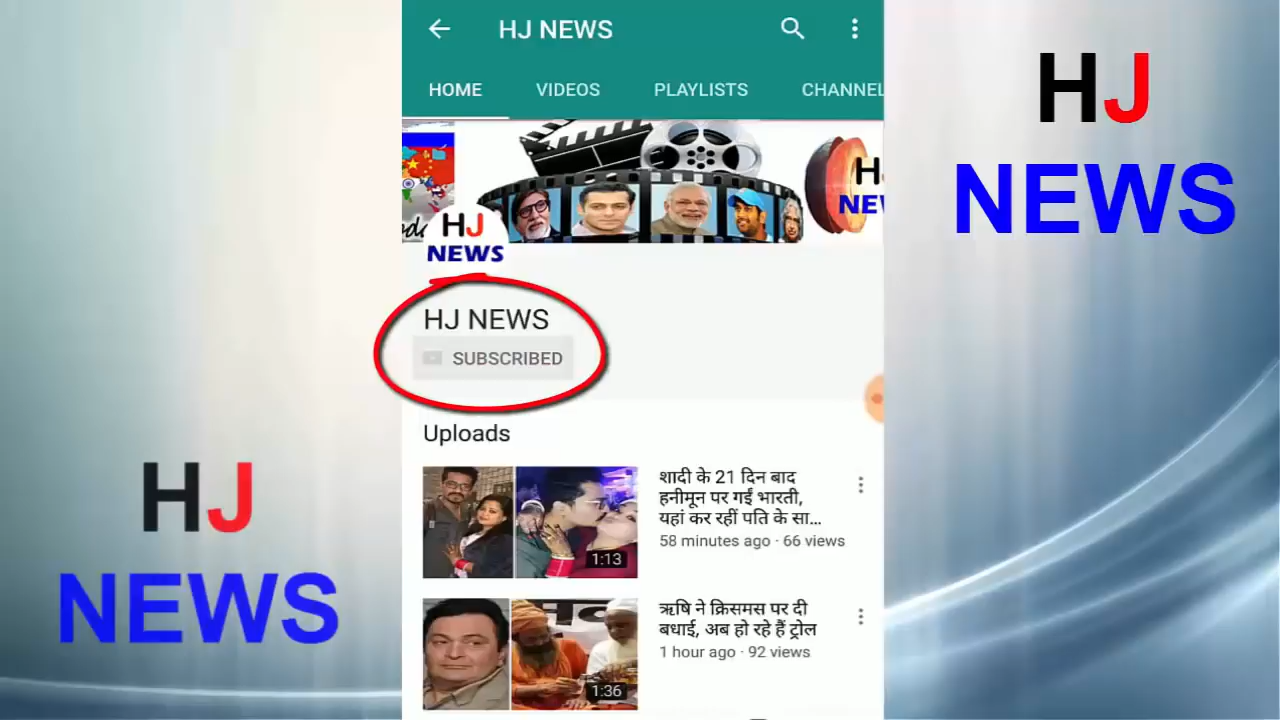 HJ NEWS
HOME VIDEOS PLAYLISTS CHANNEL
HJ
NEWS
HJ
NEWS
HJ NEWS
SUBSCRIBED
Uploads
शादी के 21 दिन बाद
हनीमून पर गईं भारती,
यहां कर रहीं पति के सा...
58 minutes ago · 66 views
1:13
ऋषि ने क्रिसमस पर दी
बधाई, अब हो रहे हैं ट्रोल
1 hour ago · 92 views
1:36
HJ
NEWS